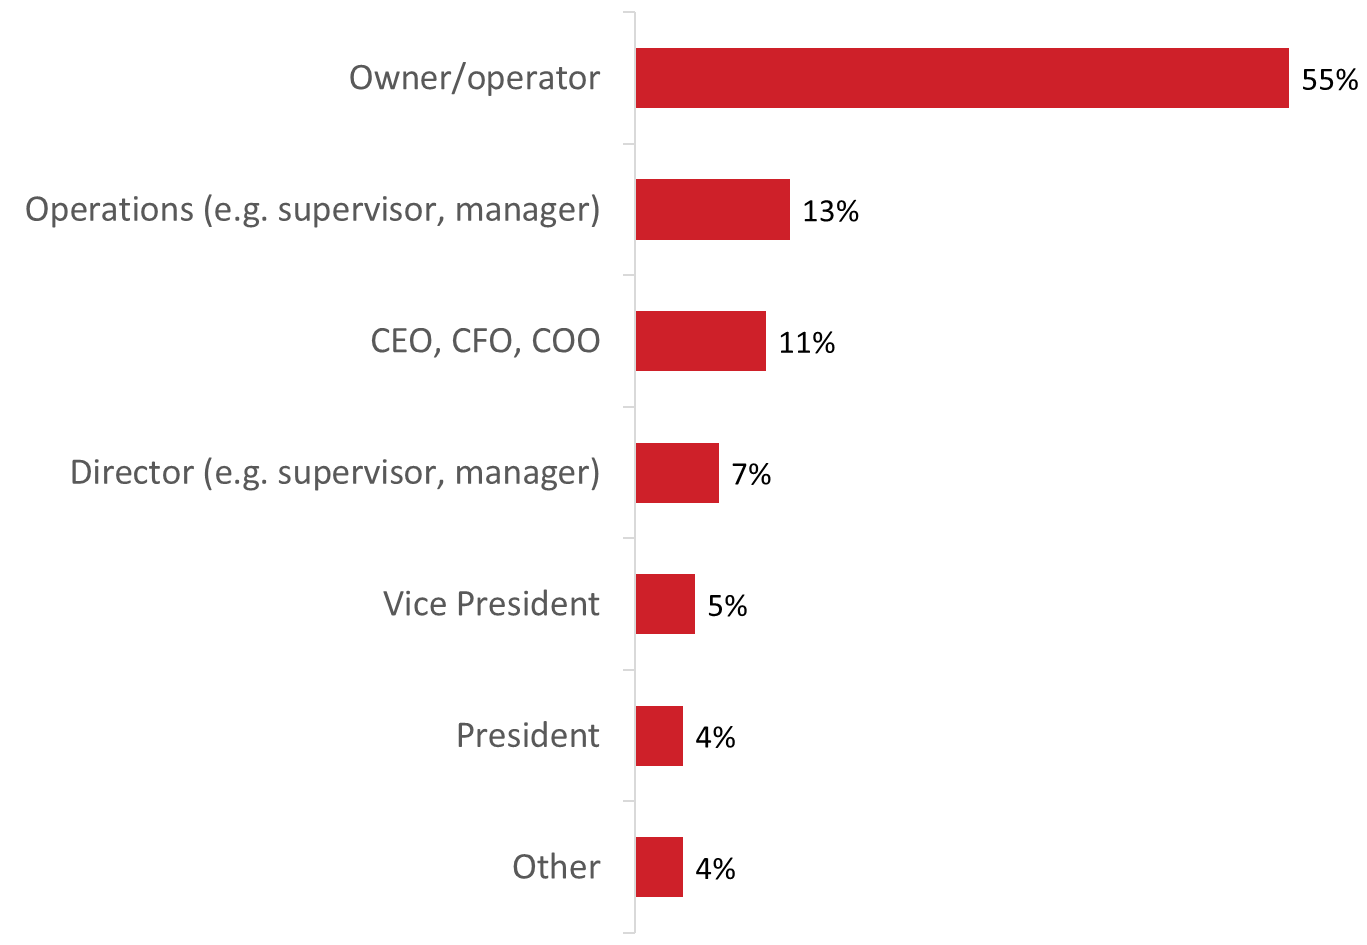 Owner/operator 55%
Operations (e.g. supervisor, manager) 13%
CEO, CFO, COO 11%
Director (e.g. supervisor, manager) 7%
Vice President 5%
President 4%
Other 4%